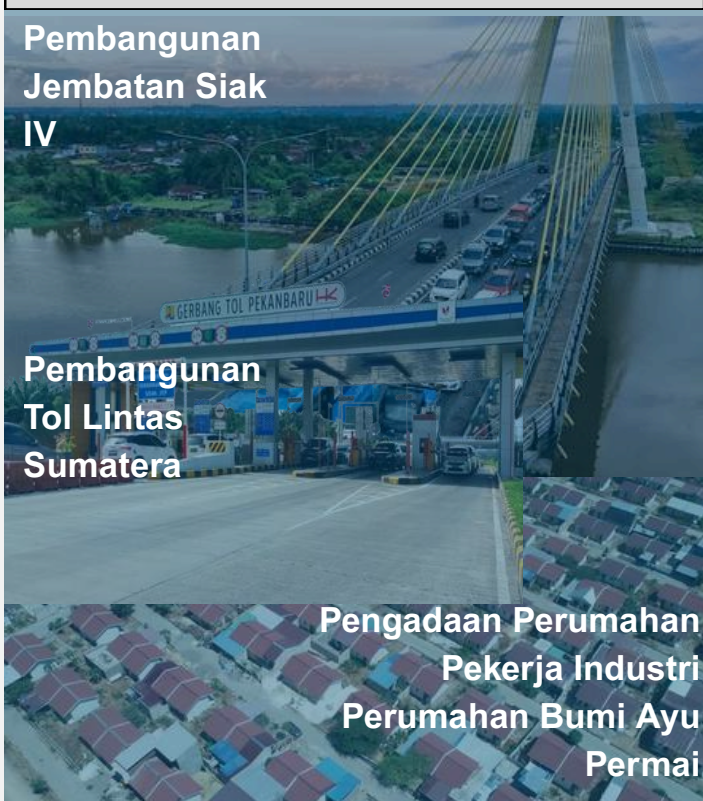 Pembangunan
Jembatan Siak
IV
GERBANG TOL PEKANBARU HK
Pembangunan
Tol Lintas
Sumatera
Pengadaan Perumahan
Pekerja Industri
Perumahan Bumi Ayu
Permai